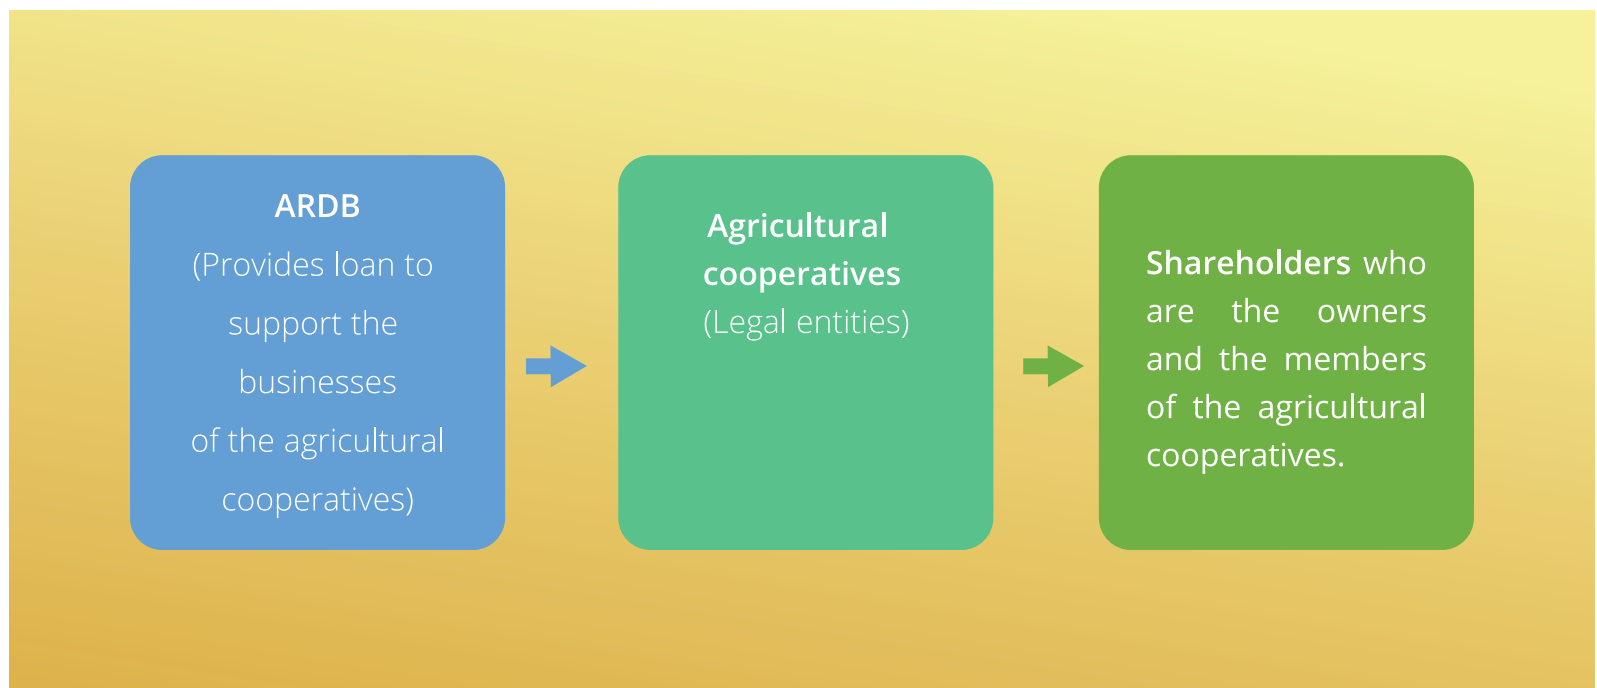 ARDB
(Provides loan to
support the
businesses
of the agricultural
cooperatives)
Agricultural
cooperatives
(Legal entities)
Shareholders who
are the owners
and the members
of the agricultural
cooperatives.